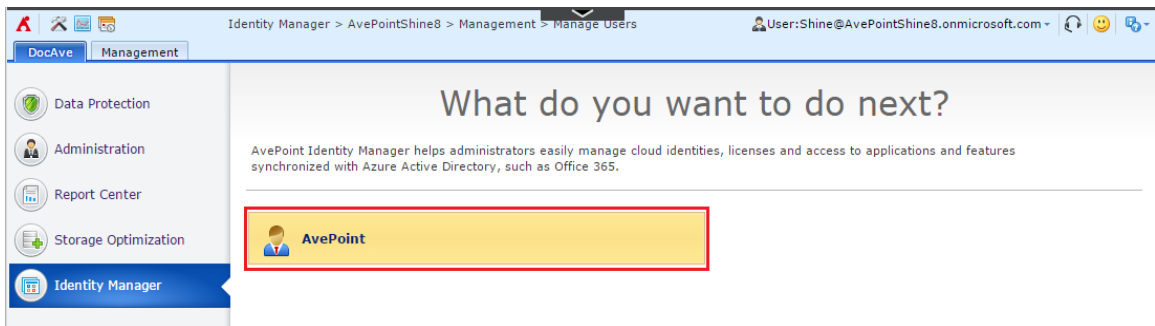 Identity Manager > AvePointShine8 > Management > Manage Users
User:Shine@AvePointShine8.onmicrosoft.com
DocAve
Management
Data Protection
Administration
Report Center
Storage Optimization
Identity Manager
What do you want to do next?
AvePoint Identity Manager helps administrators easily manage cloud identities, licenses and access to applications and features
synchronized with Azure Active Directory, such as Office 365.
AvePoint